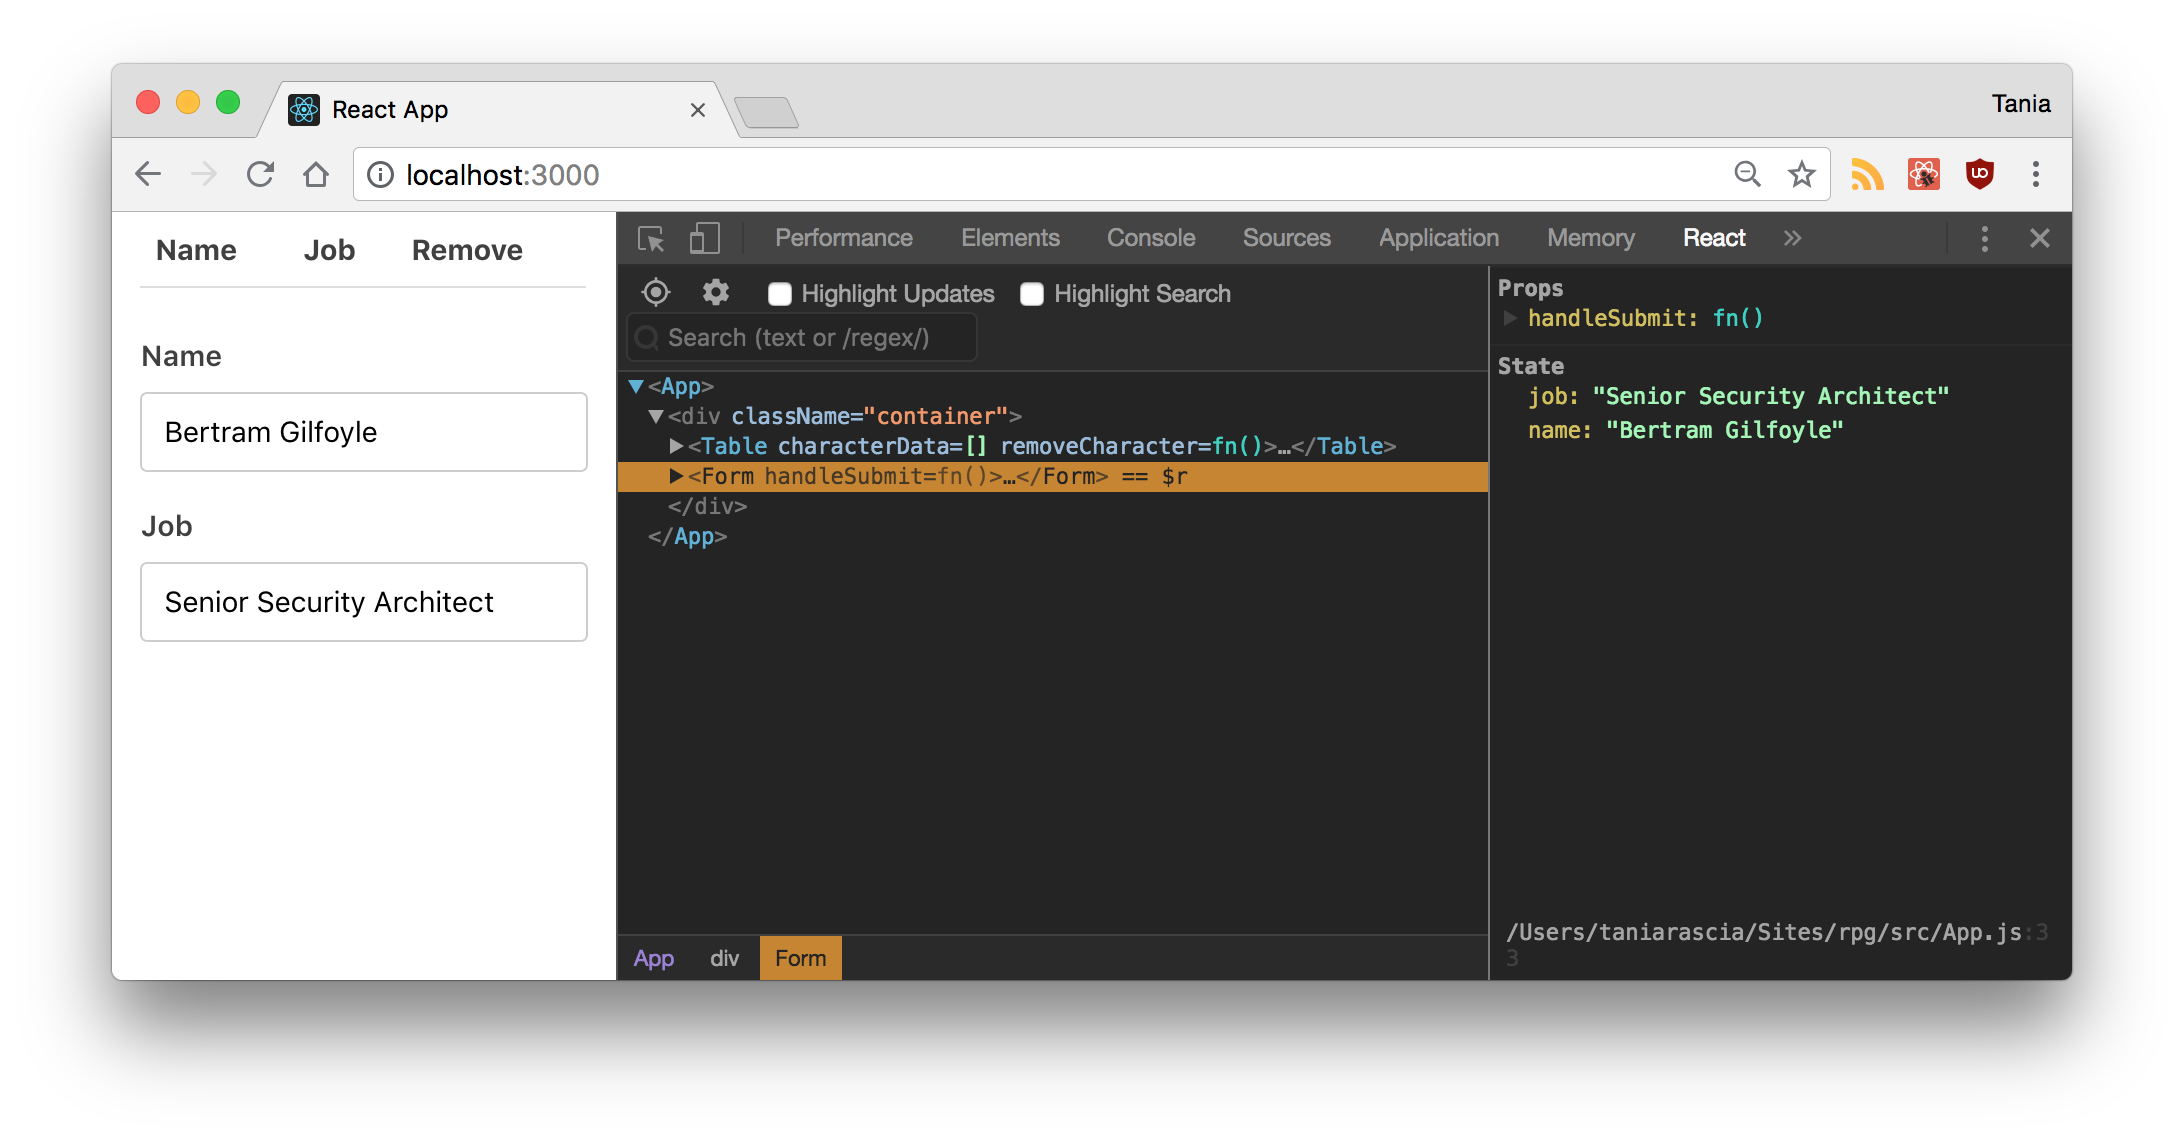 React App
Tania
localhost:3000
Name Job Remove
Name
Bertram Gilfoyle
Job
Senior Security Architect
Performance Elements Console Sources Application Memory React »
Highlight Updates Highlight Search
Search (text or /regex/)
▼<App>
▼<div className="container">
▶<Table characterData=[] removeCharacter=fn()>…</Table>
▶<Form handleSubmit=fn()>…</Form> == $r
</div>
</App>
App div Form
Props
▶ handleSubmit: fn()
State
job: "Senior Security Architect"
name: "Bertram Gilfoyle"
/Users/taniarascia/Sites/rpg/src/App.js:3
3